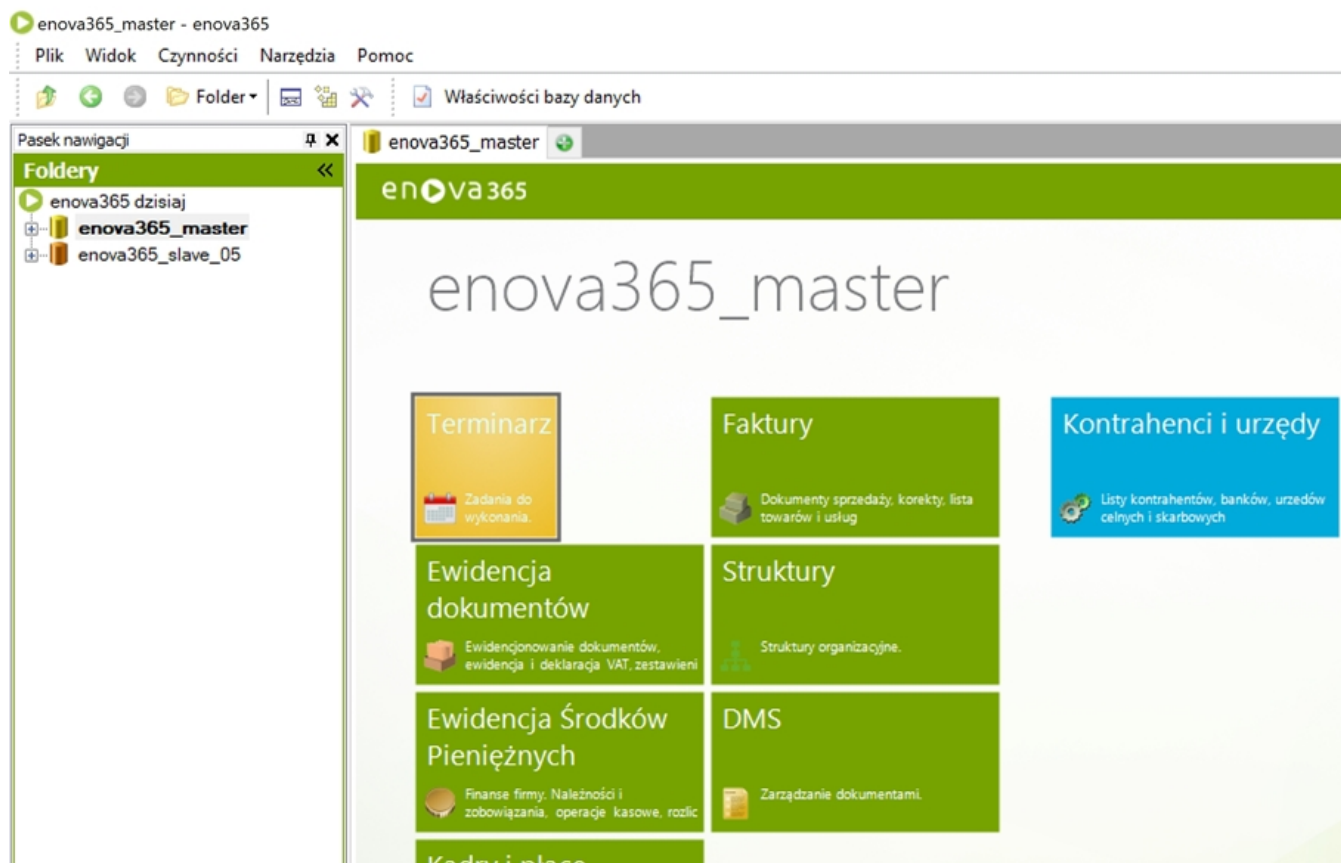 enova365_master - enova365
Plik Widok Czynności Narzędzia Pomoc
Folder Właściwości bazy danych
Pasek nawigacji
enova365_master
Foldery
enova365
enova365 dzisiaj
enova365_master
enova365_slave_05
enova365_master
Terminarz
Zadania do
wykonania.
Faktury
Dokumenty sprzedaży, korekty, lista
towarów i usług
Kontrahenci i urzędy
Listy kontrahentów, banków, urzedów
celnych i skarbowych
Ewidencja
dokumentów
Ewidencjonowanie dokumentów,
ewidencja i deklaracja VAT, zestawieni
Struktury
Struktury organizacyjne.
Ewidencja Środków
Pieniężnych
Finanse firmy. Należności i
zobowiązania, operacje kasowe, rozlic
DMS
Zarządzanie dokumentami.
Kadry i płace